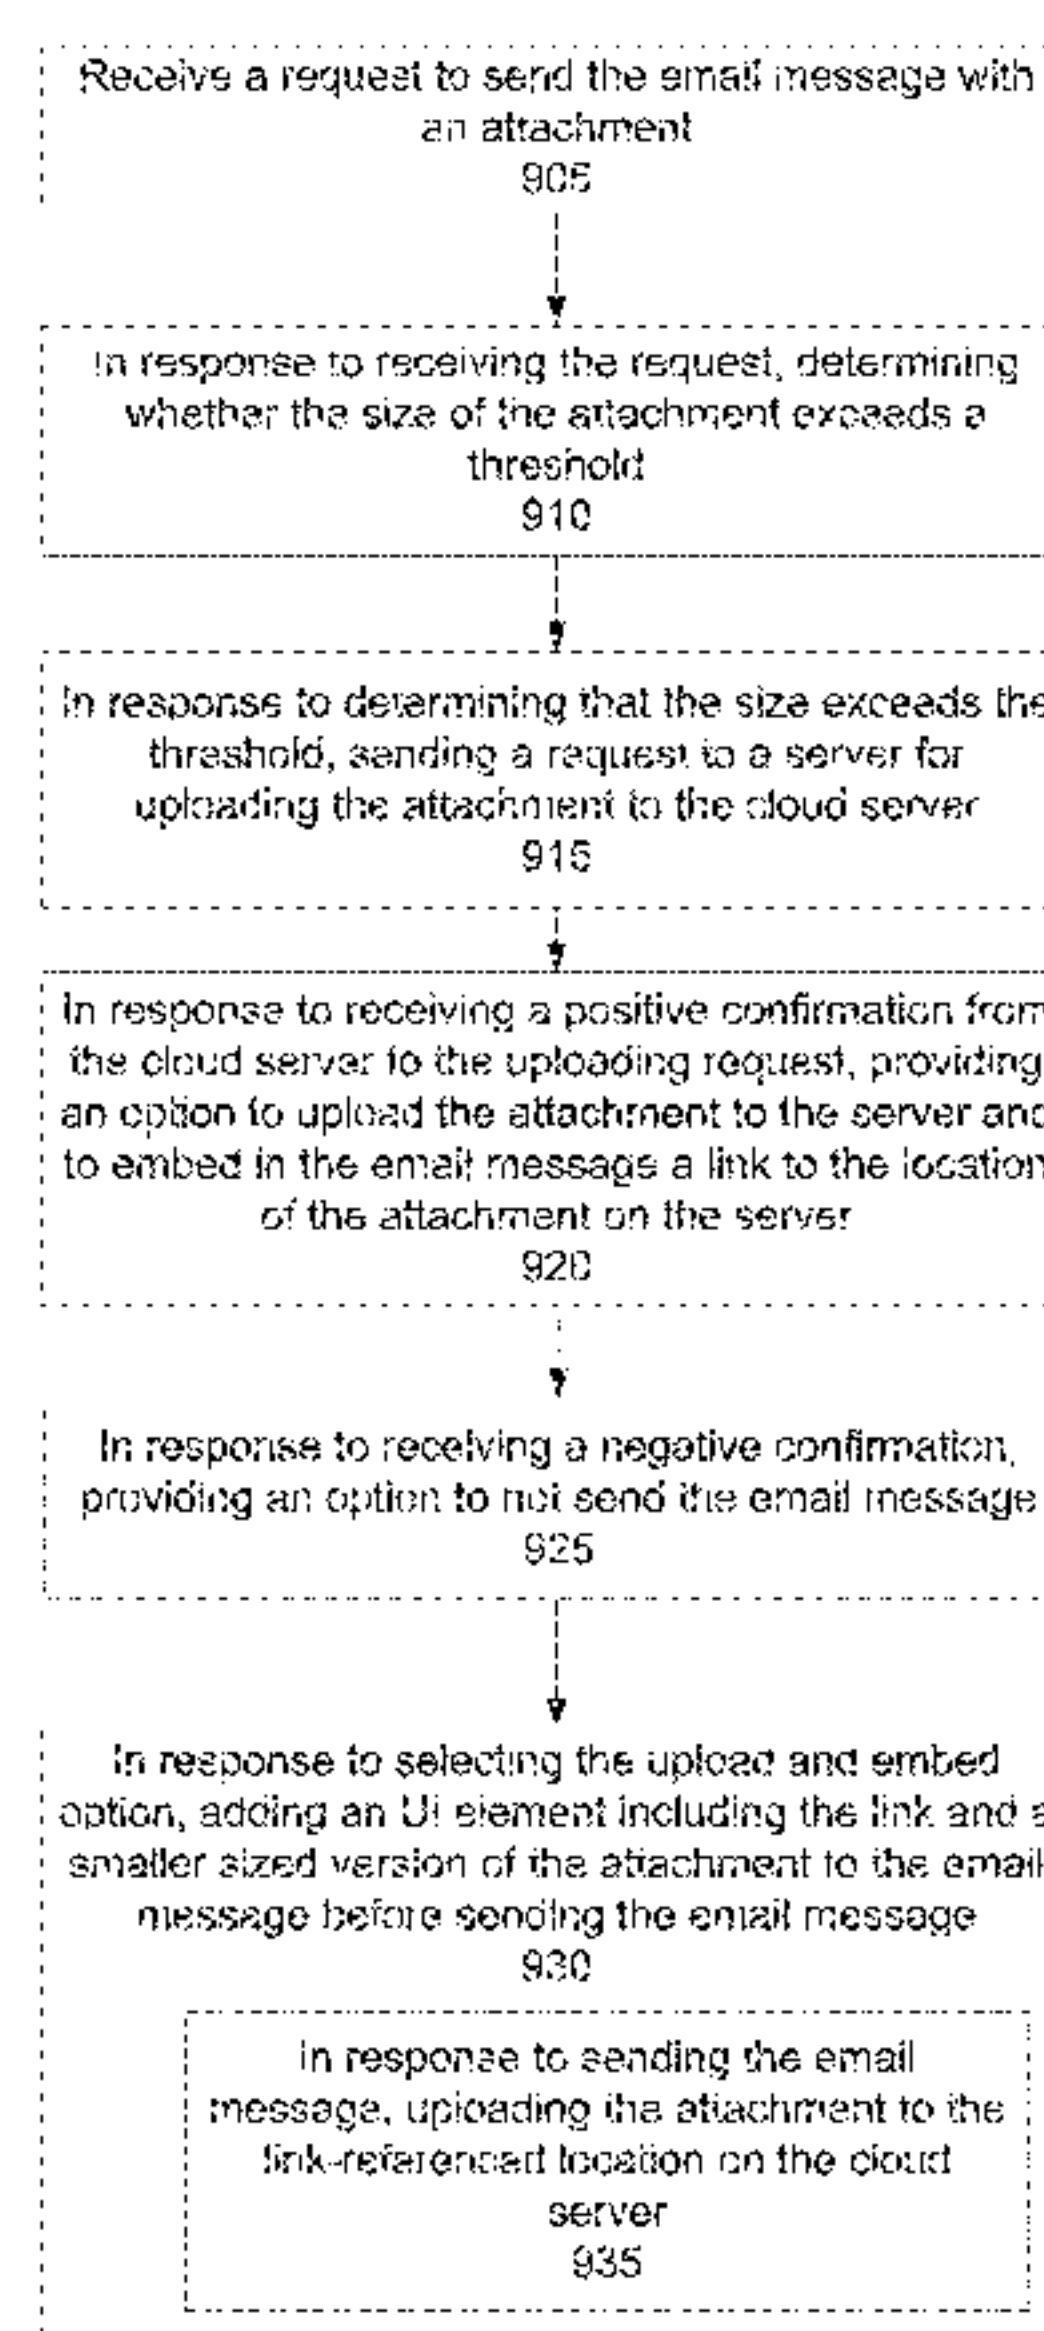 Receive a request to send the email message with
an attachment
905
In response to receiving the request, determining
whether the size of the attachment exceeds a
threshold
910
In response to determining that the size exceeds the
threshold, sending a request to a server for
uploading the attachment to the cloud server
915
In response to receiving a positive confirmation from
the cloud server to the uploading request, providing
an option to upload the attachment to the server and
to embed in the email message a link to the location
of the attachment on the server
920
In response to receiving a negative confirmation,
providing an option to not send the email message
925
In response to selecting the upload and embed
option, adding an UI element including the link and a
smaller sized version of the attachment to the email
message before sending the email message
930
In response to sending the email
message, uploading the attachment to the
link-referenced location on the cloud
server
935